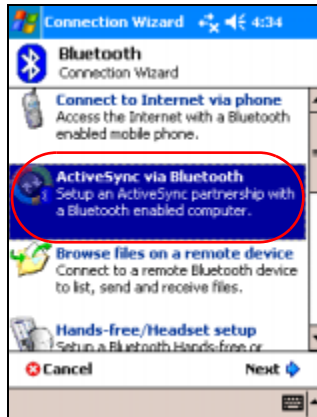 Connection Wizard 4:34
Bluetooth
Connection Wizard
Connect to Internet via phone
Access the Internet with a Bluetooth
enabled mobile phone.
ActiveSync via Bluetooth
Setup an ActiveSync partnership with
a Bluetooth enabled computer.
Browse files on a remote device
Connect to a remote Bluetooth device
to list, send and receive files.
Hands-free/Headset setup
Setup a Bluetooth Hands-free or
Cancel Next